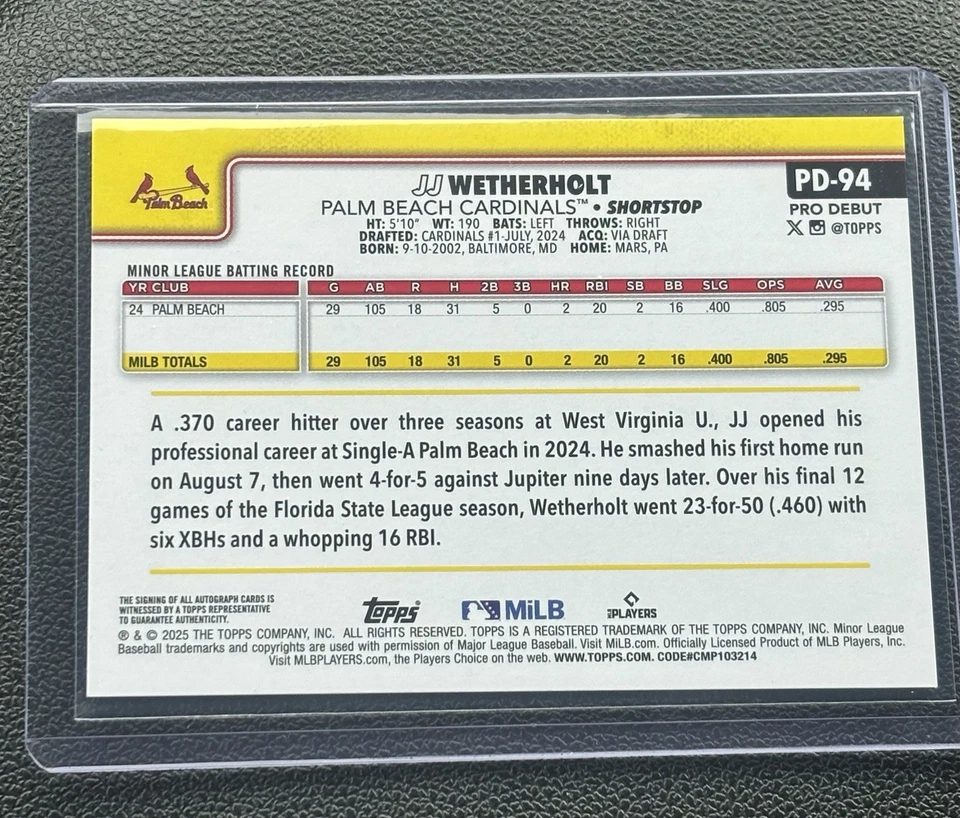 Palm Beach
JJ WETHERHOLT
PD-94
PALM BEACH CARDINALS™ • SHORTSTOP
PRO DEBUT
HT: 5'10" WT: 190 BATS: LEFT THROWS: RIGHT
X @TOPPS
DRAFTED: CARDINALS #1-JULY, 2024 ACQ: VIA DRAFT
BORN: 9-10-2002, BALTIMORE, MD HOME: MARS, PA
MINOR LEAGUE BATTING RECORD
YR CLUB G AB R H 2B 3B HR RBI SB BB SLG OPS AVG
24 PALM BEACH 29 105 18 31 5 0 2 20 2 16 .400 .805 .295
MILB TOTALS 29 105 18 31 5 0 2 20 2 16 .400 .805 .295
A .370 career hitter over three seasons at West Virginia U., JJ opened his
professional career at Single-A Palm Beach in 2024. He smashed his first home run
on August 7, then went 4-for-5 against Jupiter nine days later. Over his final 12
games of the Florida State League season, Wetherholt went 23-for-50 (.460) with
six XBHs and a whopping 16 RBI.
THE SIGNING OF ALL AUTOGRAPH CARDS IS
WITNESSED BY A TOPPS REPRESENTATIVE
TO GUARANTEE AUTHENTICITY.
topps MiLB MLB PLAYERS
® & © 2025 THE TOPPS COMPANY, INC. ALL RIGHTS RESERVED. TOPPS IS A REGISTERED TRADEMARK OF THE TOPPS COMPANY, INC. Minor League
Baseball trademarks and copyrights are used with permission of Major League Baseball. Visit MiLB.com. Officially Licensed Product of MLB Players, Inc.
Visit MLBPLAYERS.com, the Players Choice on the web. WWW.TOPPS.COM. CODE#CMP103214